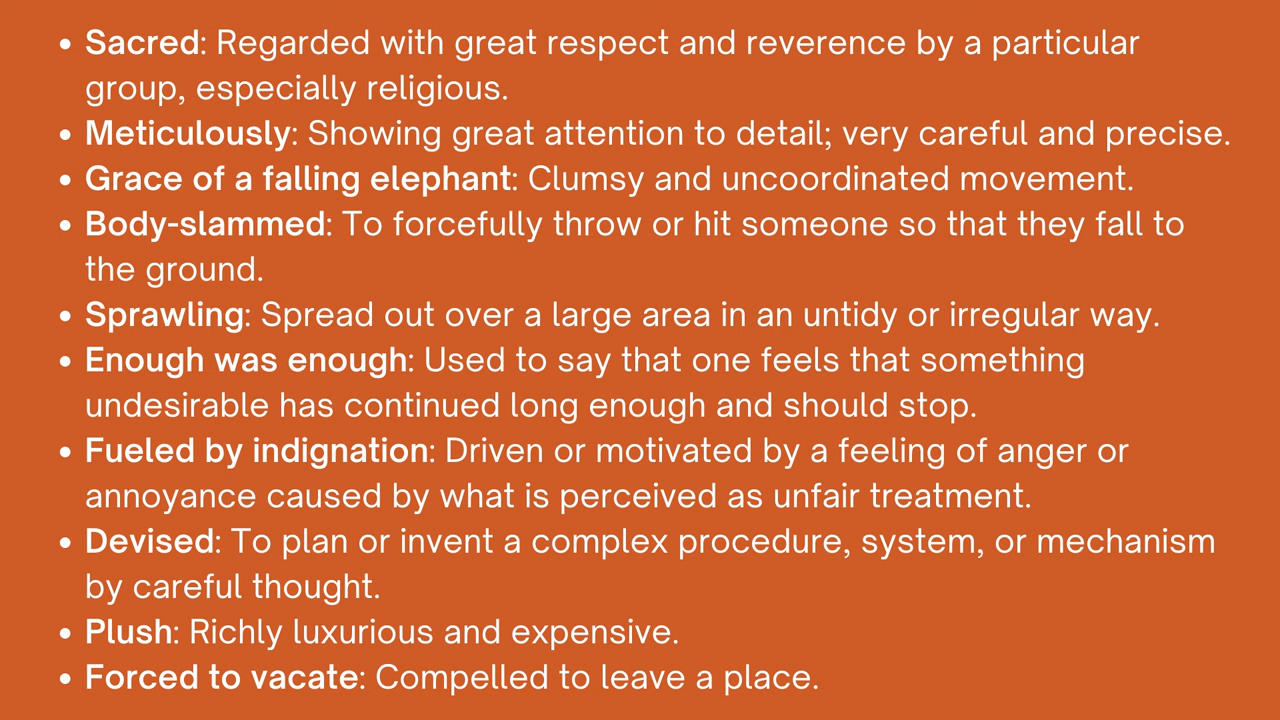 • Sacred: Regarded with great respect and reverence by a particular
group, especially religious.
• Meticulously: Showing great attention to detail; very careful and precise.
• Grace of a falling elephant: Clumsy and uncoordinated movement.
• Body-slammed: To forcefully throw or hit someone so that they fall to
the ground.
• Sprawling: Spread out over a large area in an untidy or irregular way.
• Enough was enough: Used to say that one feels that something
undesirable has continued long enough and should stop.
• Fueled by indignation: Driven or motivated by a feeling of anger or
annoyance caused by what is perceived as unfair treatment.
• Devised: To plan or invent a complex procedure, system, or mechanism
by careful thought.
• Plush: Richly luxurious and expensive.
• Forced to vacate: Compelled to leave a place.